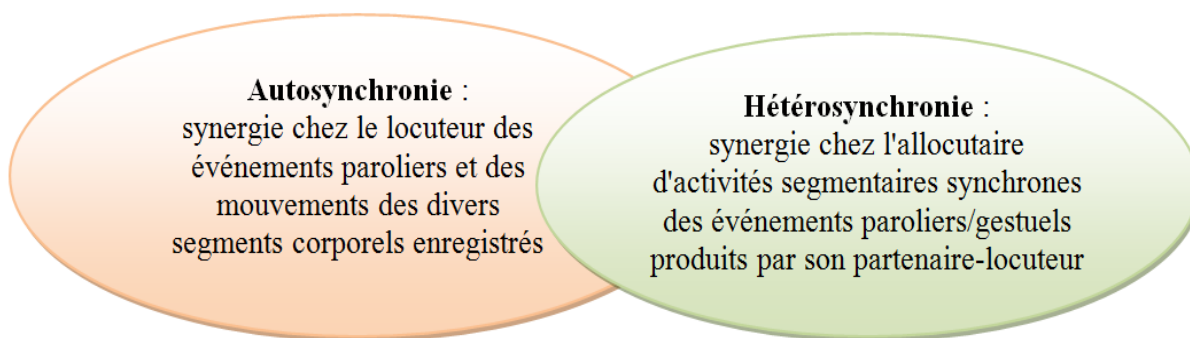 Autosynchronie :
synergie chez le locuteur des
événements paroliers et des
mouvements des divers
segments corporels enregistrés
Hétérosynchronie :
synergie chez l'allocutaire
d'activités segmentaires synchrones
des événements paroliers/gestuels
produits par son partenaire-locuteur